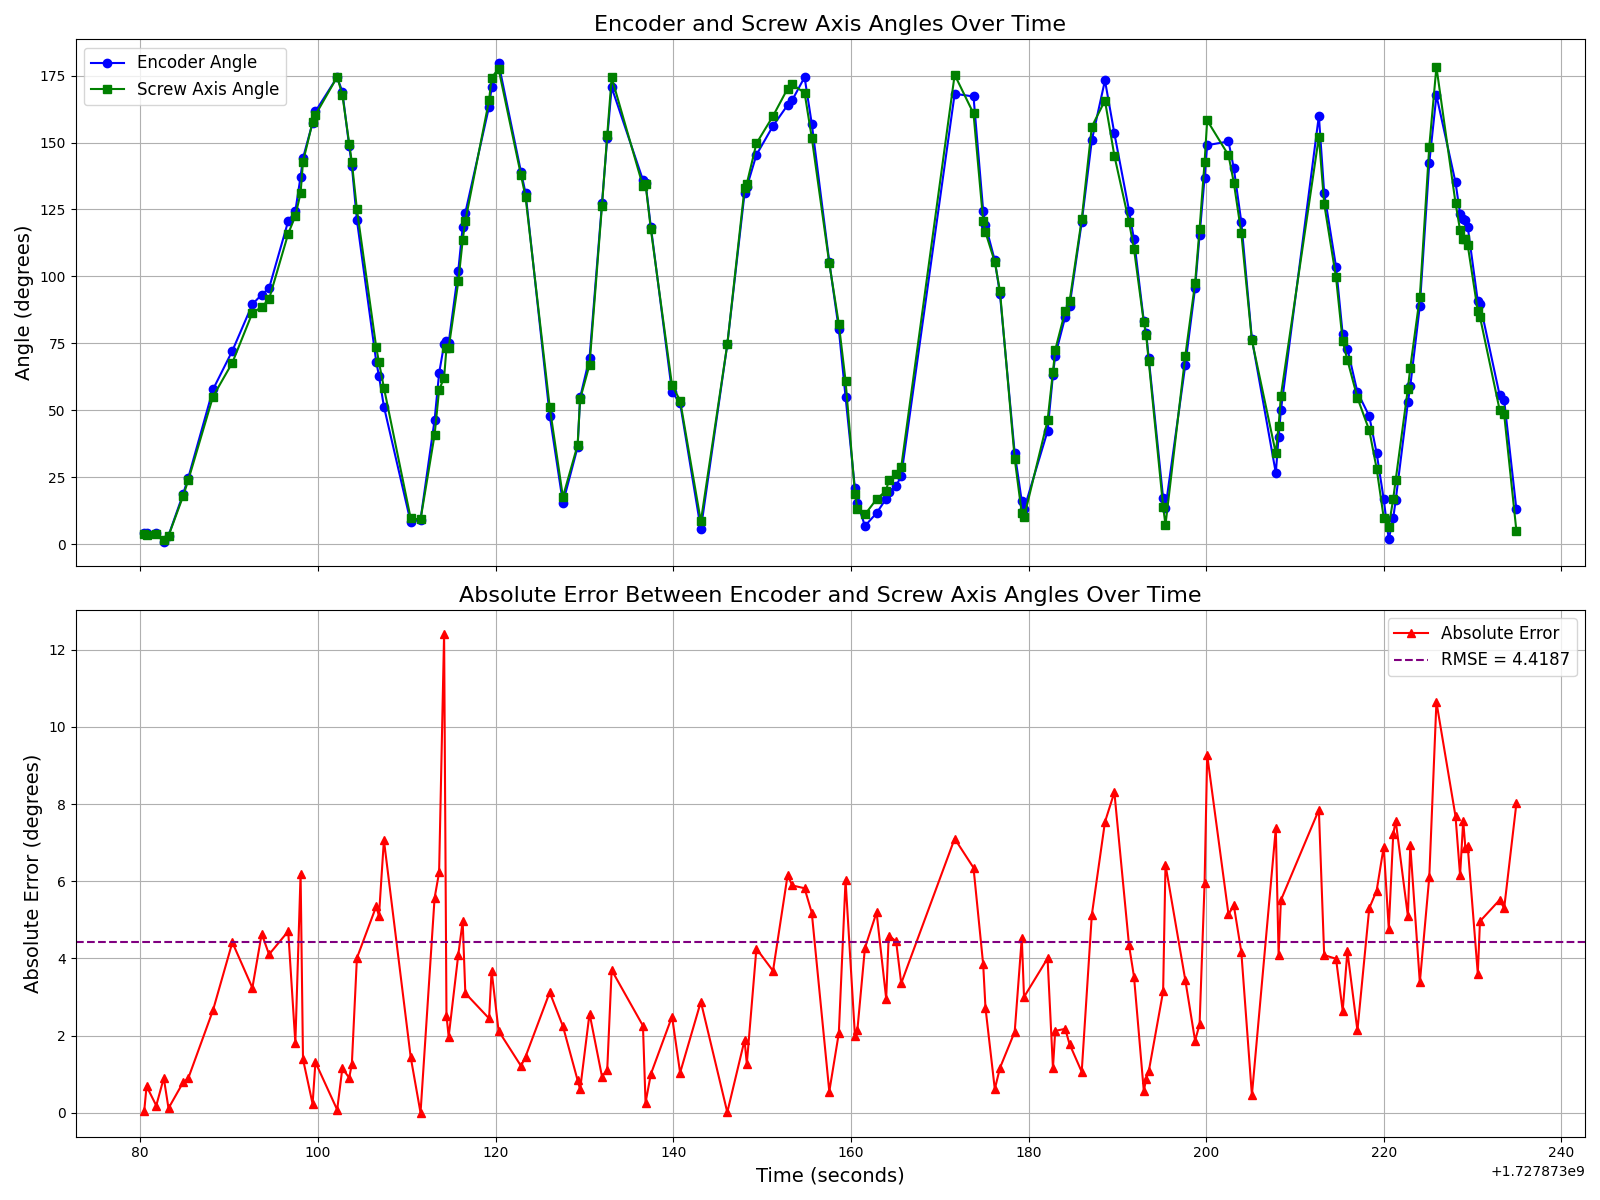 Encoder and Screw Axis Angles Over Time
Encoder Angle
Screw Axis Angle
Angle (degrees)
175
150
125
100
75
50
25
0
Absolute Error Between Encoder and Screw Axis Angles Over Time
Absolute Error
RMSE = 4.4187
Absolute Error (degrees)
12
10
8
6
4
2
0
80 100 120 140 160 180 200 220 240
Time (seconds)
+1.727873e9